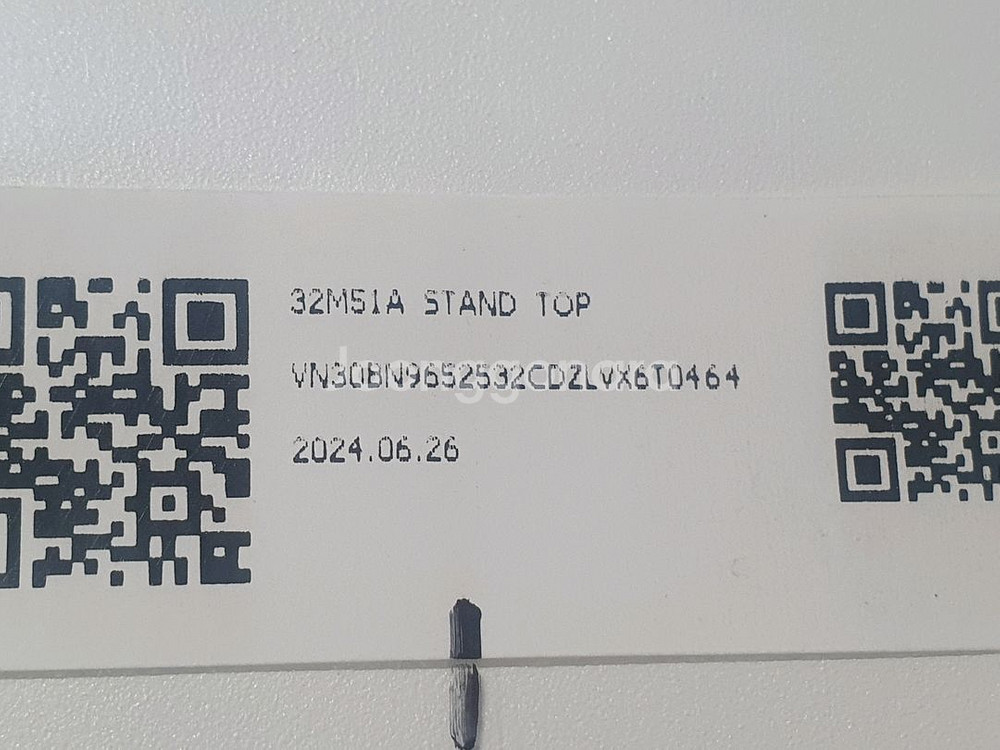 32M51A STAND TOP
VN30BN9652532CDZLVX6T0464
2024.06.26